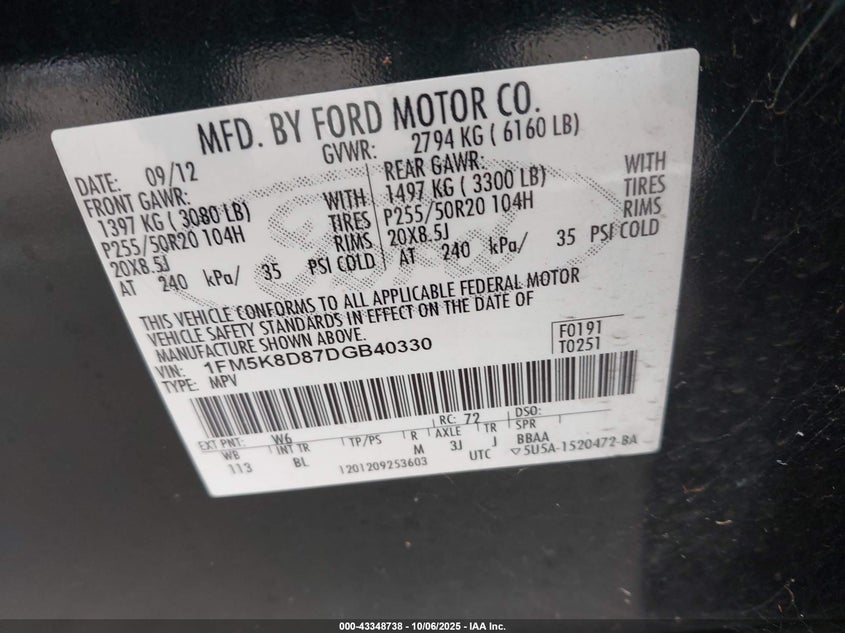 MFD. BY FORD MOTOR CO.
DATE: 09/12 GVWR: 2794 KG ( 6160 LB)
FRONT GAWR: REAR GAWR:
1397 KG ( 3080 LB) WITH 1497 KG ( 3300 LB) WITH
P255/50R20 104H TIRES P255/50R20 104H TIRES
20X8.5J RIMS 20X8.5J RIMS
AT 240 kPa/ 35 PSI COLD AT 240 kPa/ 35 PSI COLD
THIS VEHICLE CONFORMS TO ALL APPLICABLE FEDERAL MOTOR
VEHICLE SAFETY STANDARDS IN EFFECT ON THE DATE OF
MANUFACTURE SHOWN ABOVE.
F0191
VIN: 1FM5K8D87DGB40330
T0251
TYPE: MPV
EXT PNT: W6 RC: 72 DSO:
WB INT TR TP/PS R AXLE TR SPR
113 BL M 3J J BBAA
1201209253603 UTC ▽5U5A-1520472-BA
Ford
000-43348738 - 10/06/2025 - IAA Inc.